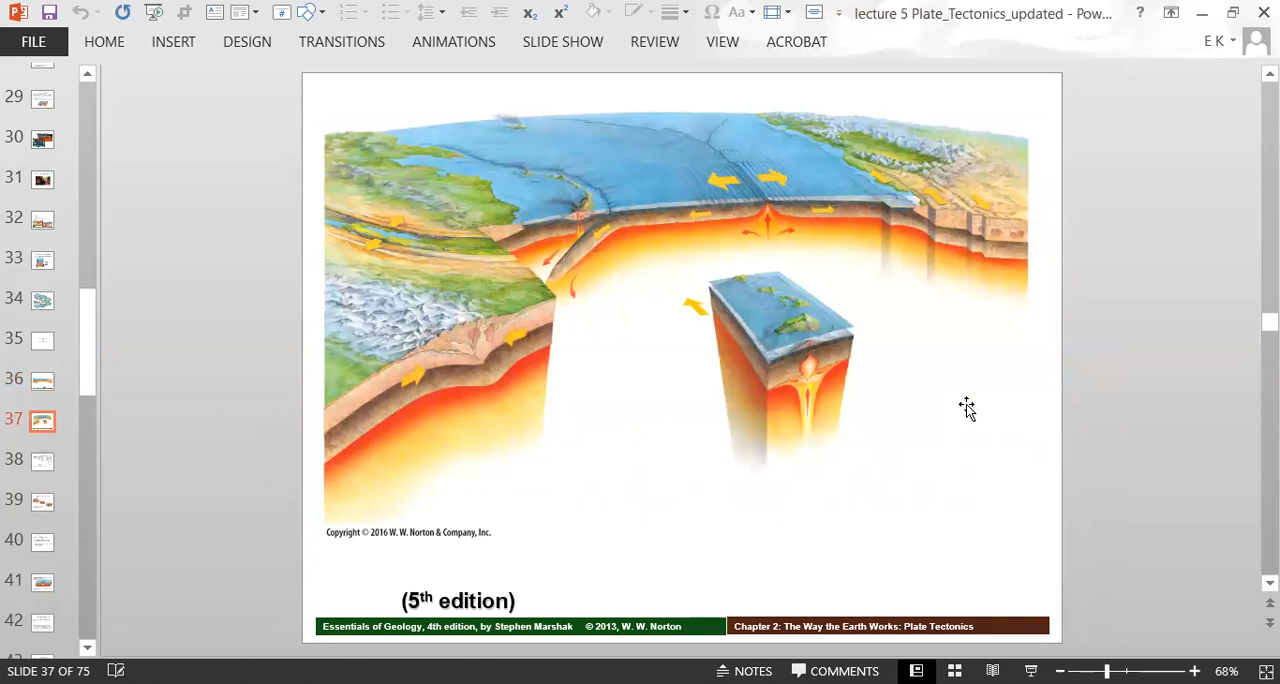 lecture 5 Plate_Tectonics_updated - Pow...
FILE HOME INSERT DESIGN TRANSITIONS ANIMATIONS SLIDE SHOW REVIEW VIEW ACROBAT
E K
29
30
31
32
33
34
35
36
37
38
39
40
41
42
Copyright © 2016 W. W. Norton & Company, Inc.
(5th edition)
Essentials of Geology, 4th edition, by Stephen Marshak © 2013, W. W. Norton
Chapter 2: The Way the Earth Works: Plate Tectonics
SLIDE 37 OF 75 NOTES COMMENTS 68%